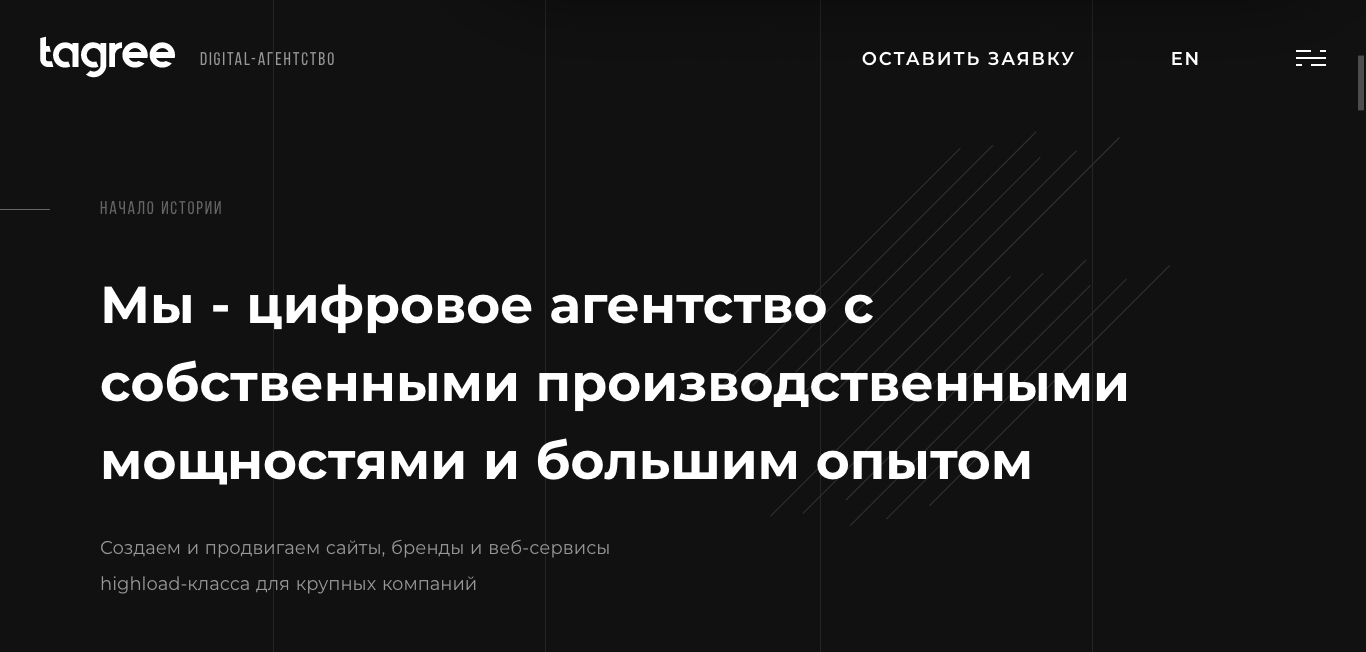 tagree
DIGITAL-АГЕНТСТВО
ОСТАВИТЬ ЗАЯВКУ
EN
НАЧАЛО ИСТОРИИ
Мы - цифровое агентство с
собственными производственными
мощностями и большим опытом
Создаем и продвигаем сайты, бренды и веб-сервисы
highload-класса для крупных компаний